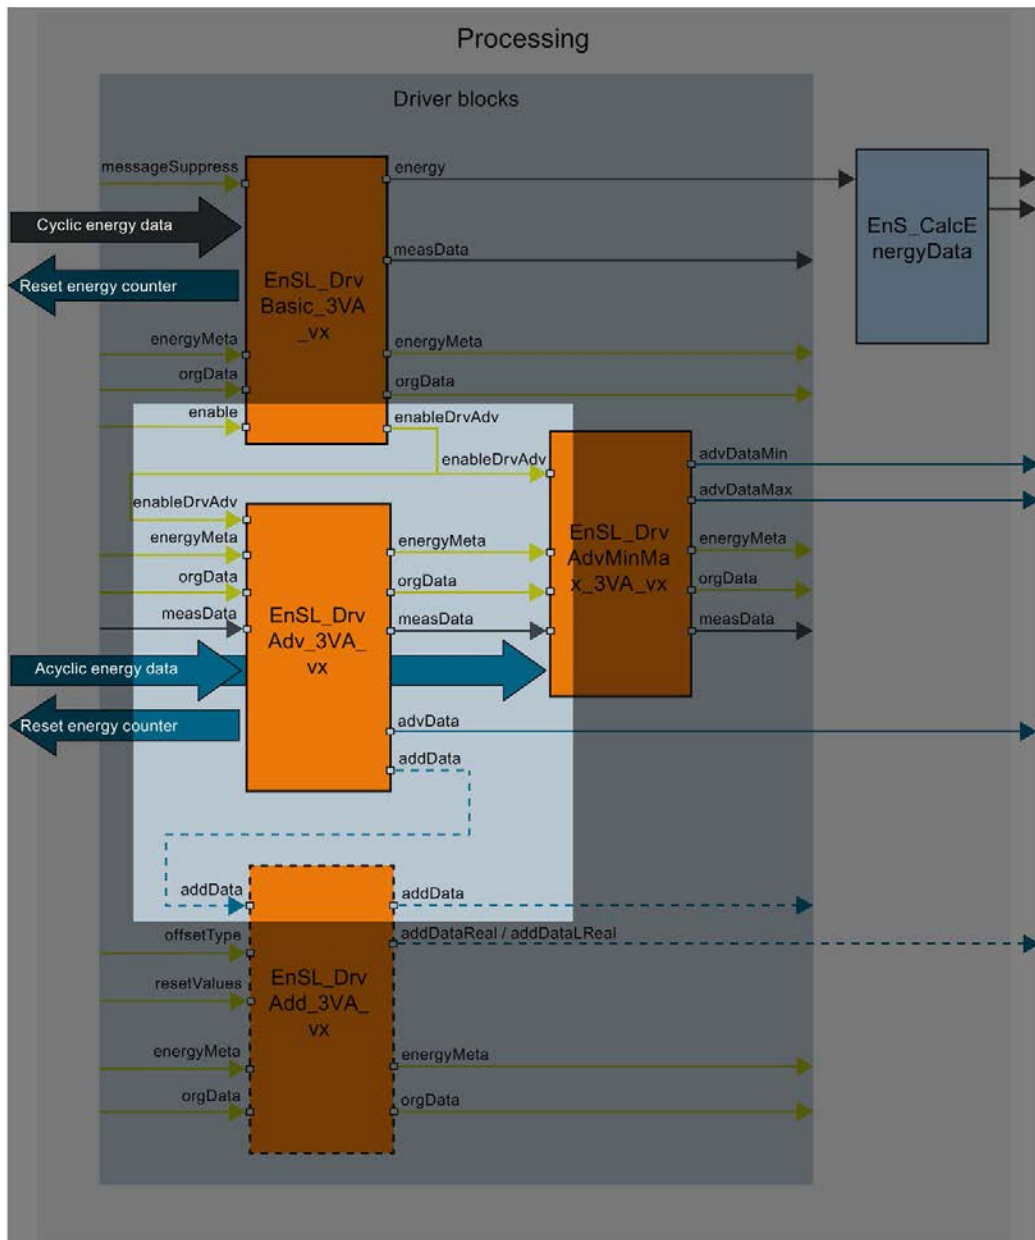 Processing
Driver blocks
messageSuppress
energy
Cyclic energy data
EnS_CalcE
nergyData
measData
Reset energy counter
EnSL_Drv
Basic_3VA
_vx
energyMeta
energyMeta
orgData
orgData
enable
enableDrvAdv
enableDrvAdv
advDataMin
enableDrvAdv
advDataMax
energyMeta
energyMeta
EnSL_Drv
AdvMinMa
x_3VA_vx
energyMeta
orgData
orgData
orgData
measData
EnSL_Drv
Adv_3VA_
vx
measData
measData
Acyclic energy data
Reset energy counter
advData
addData
addData
addData
offsetType
addDataReal / addDataLReal
resetValues
EnSL_Drv
Add_3VA_
vx
energyMeta
energyMeta
orgData
orgData